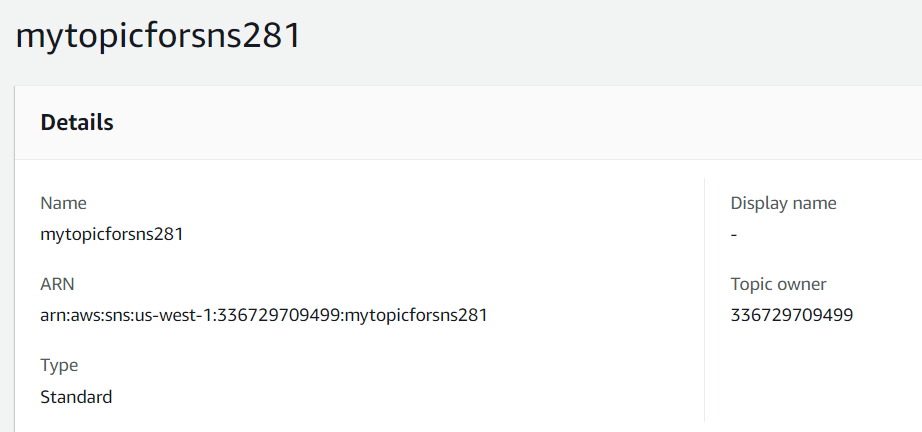 mytopicforsns281
Details
Name
mytopicforsns281
ARN
arn:aws:sns:us-west-1:336729709499:mytopicforsns281
Type
Standard
Display name
-
Topic owner
336729709499